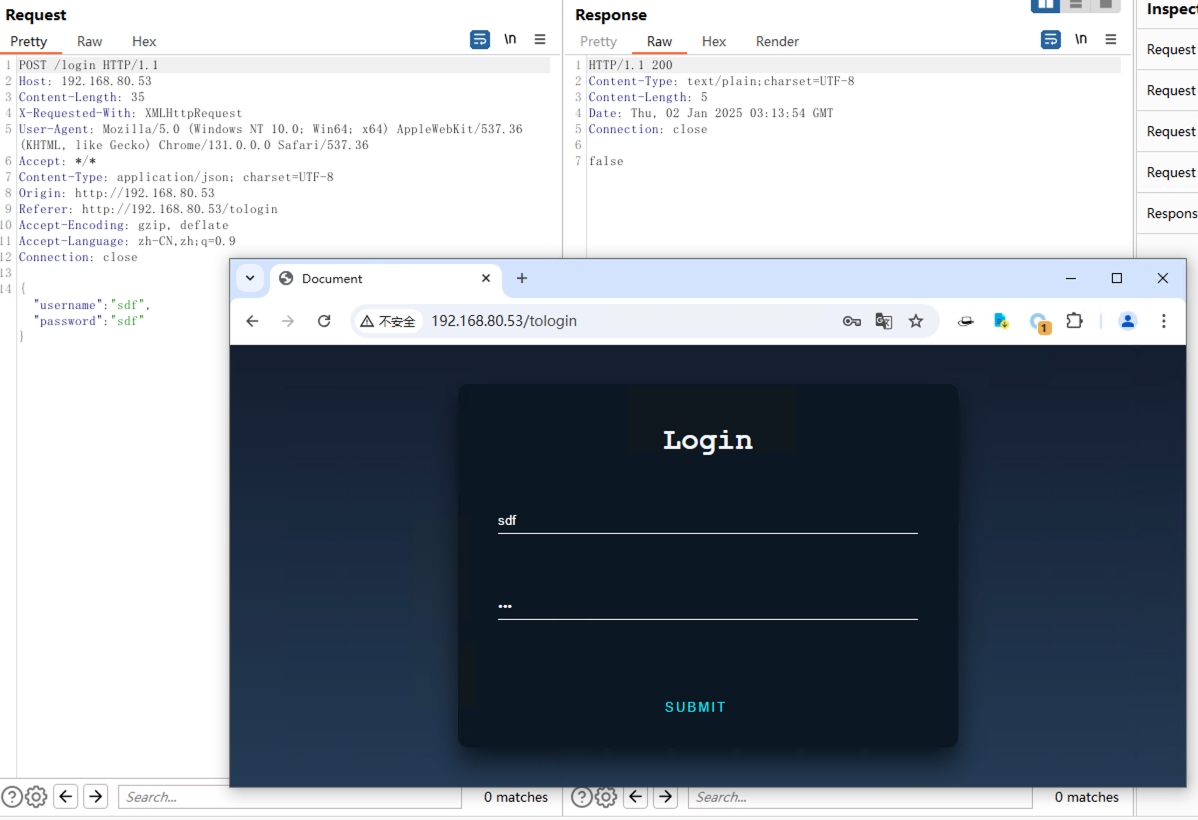 Request
Pretty Raw Hex \n
1 POST /login HTTP/1.1
2 Host: 192.168.80.53
3 Content-Length: 35
4 X-Requested-With: XMLHttpRequest
5 User-Agent: Mozilla/5.0 (Windows NT 10.0; Win64; x64) AppleWebKit/537.36
(KHTML, like Gecko) Chrome/131.0.0.0 Safari/537.36
6 Accept: */*
7 Content-Type: application/json; charset=UTF-8
8 Origin: http://192.168.80.53
9 Referer: http://192.168.80.53/tologin
10 Accept-Encoding: gzip, deflate
11 Accept-Language: zh-CN,zh;q=0.9
12 Connection: close
13
14 {
"username":"sdf",
"password":"sdf"
}
Search...
0 matches
Response
Pretty Raw Hex Render \n
1 HTTP/1.1 200
2 Content-Type: text/plain;charset=UTF-8
3 Content-Length: 5
4 Date: Thu, 02 Jan 2025 03:13:54 GMT
5 Connection: close
6
7 false
Search...
0 matches
Inspect
Request
Request
Request
Request
Respons
Document
不安全 192.168.80.53/tologin
1
Login
sdf
•••
SUBMIT